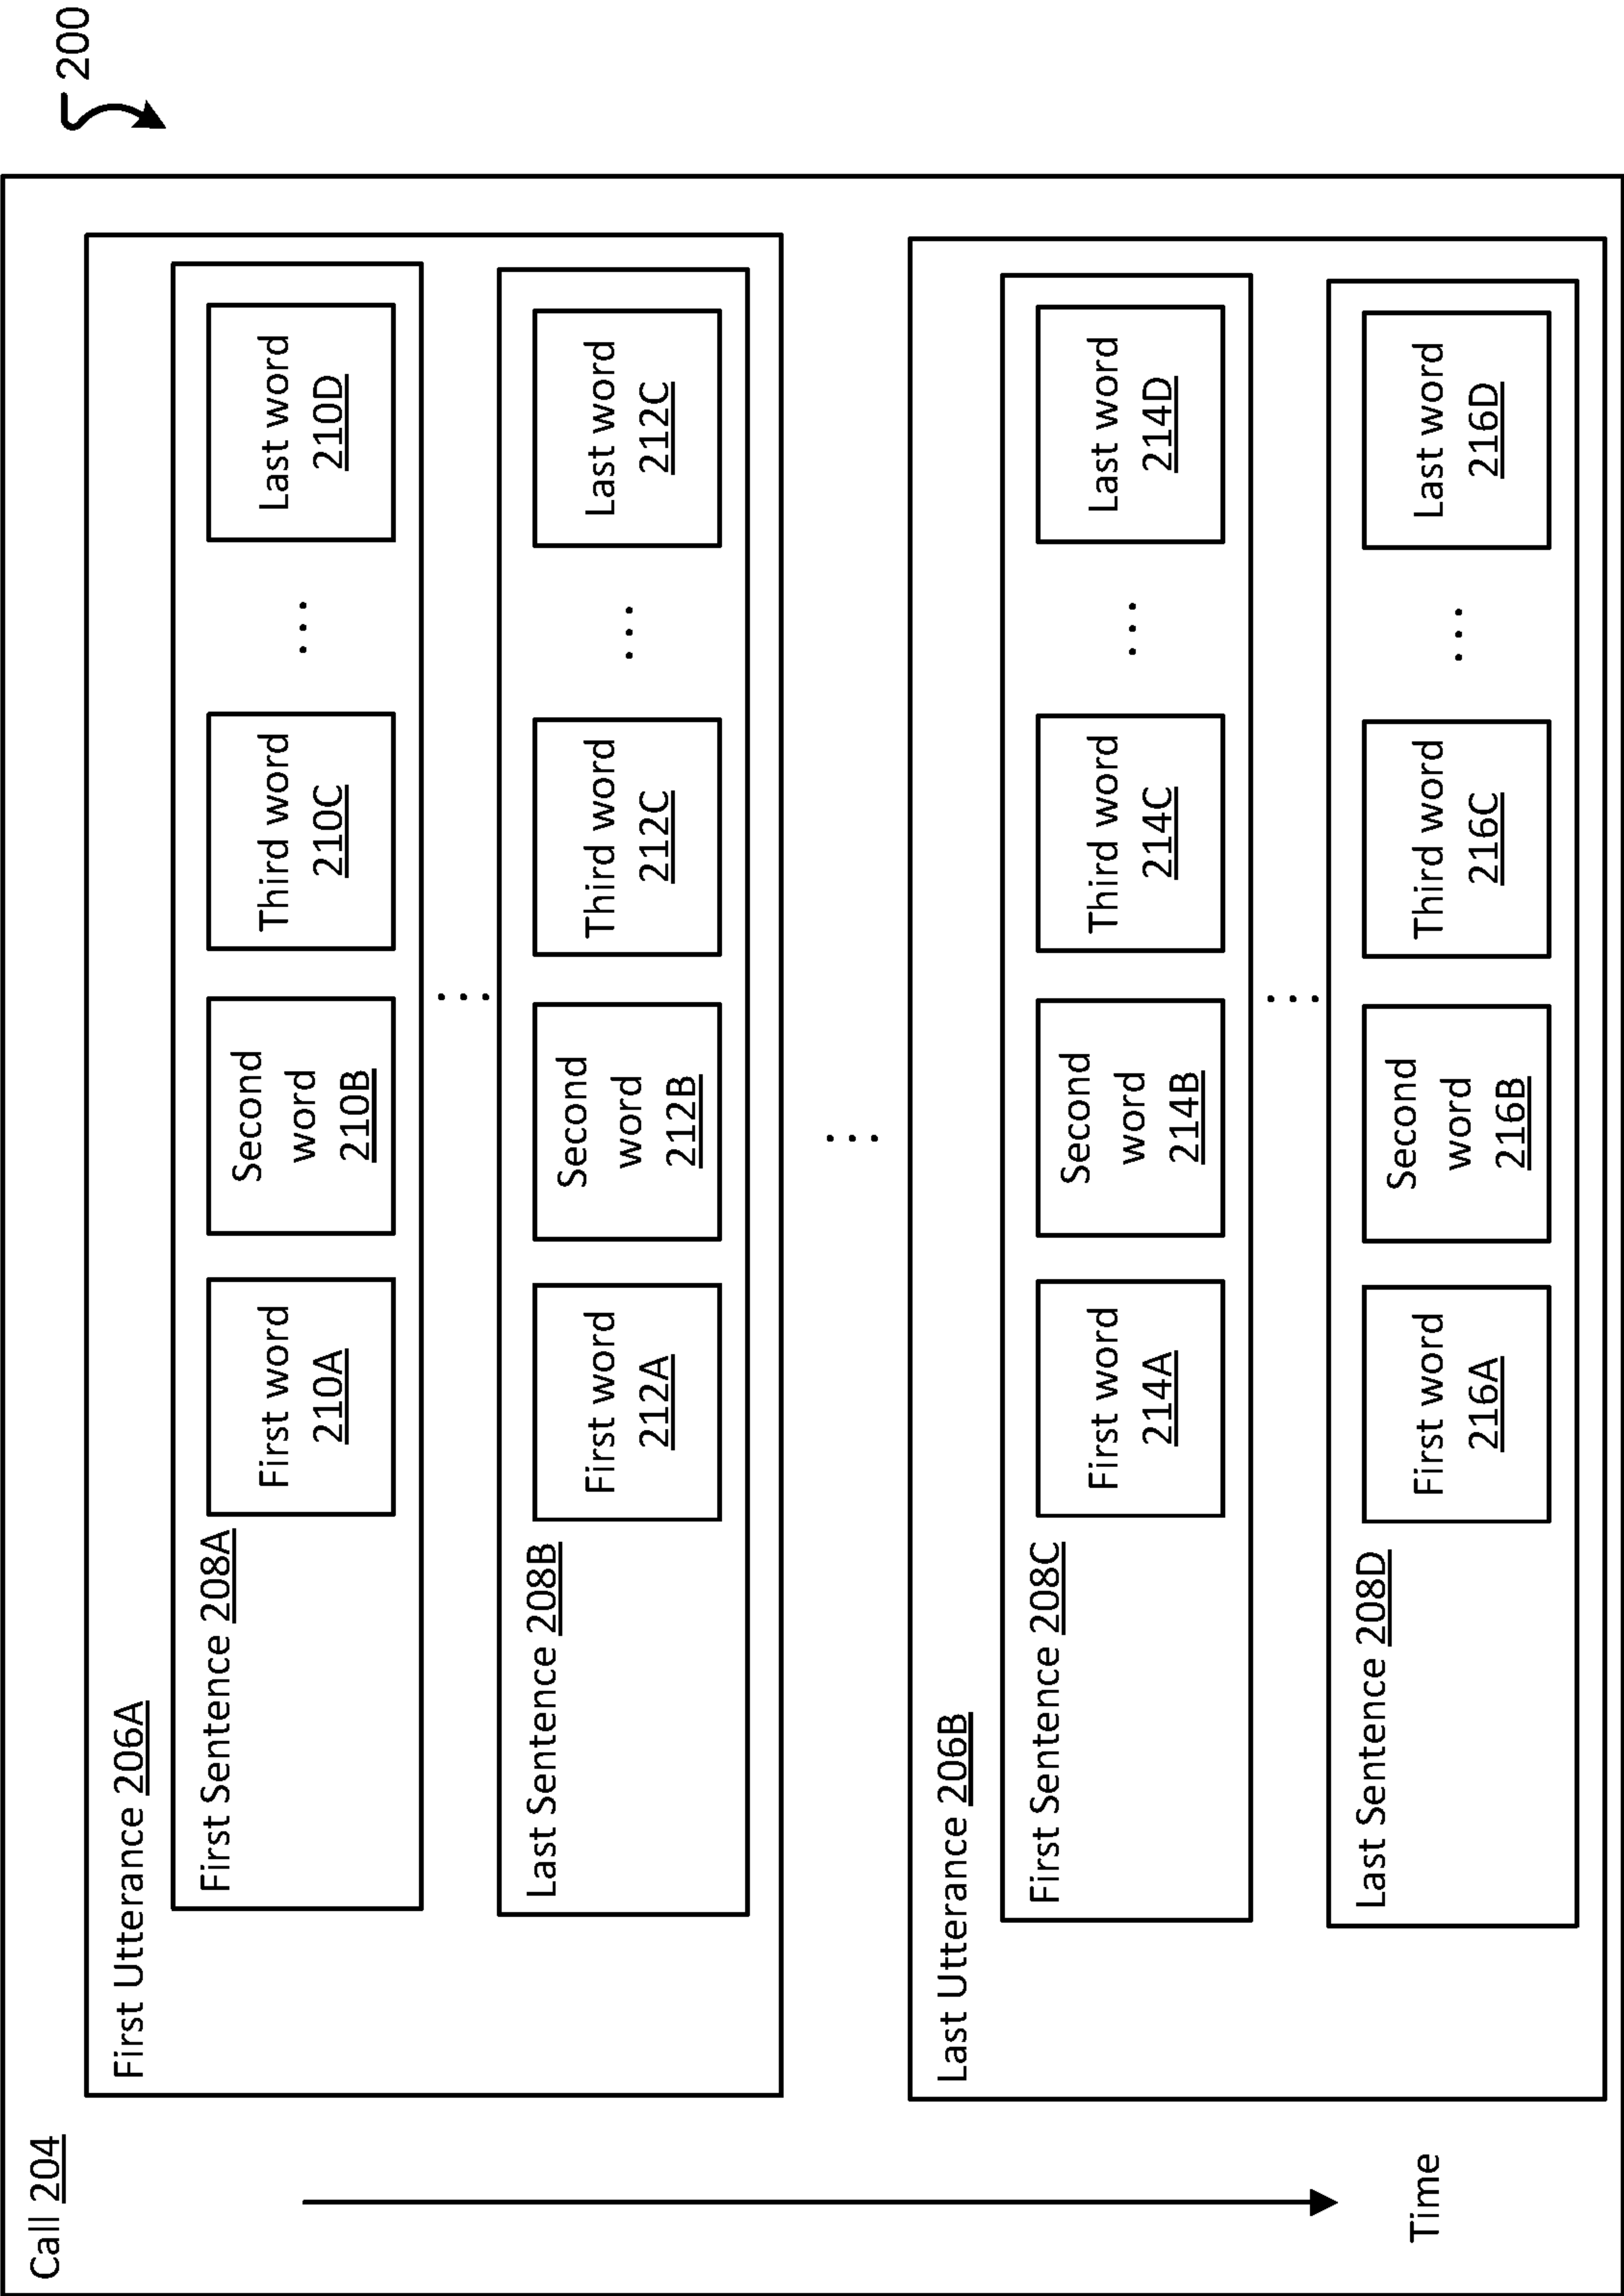 200
Call 204
First Utterance 206A
First Sentence 208A
First word
210A
Second
word
210B
Third word
210C
...
Last word
210D
...
Last Sentence 208B
First word
212A
Second
word
212B
Third word
212C
...
Last word
212C
...
Last Utterance 206B
First Sentence 208C
First word
214A
Second
word
214B
Third word
214C
...
Last word
214D
...
Last Sentence 208D
First word
216A
Second
word
216B
Third word
216C
...
Last word
216D
Time